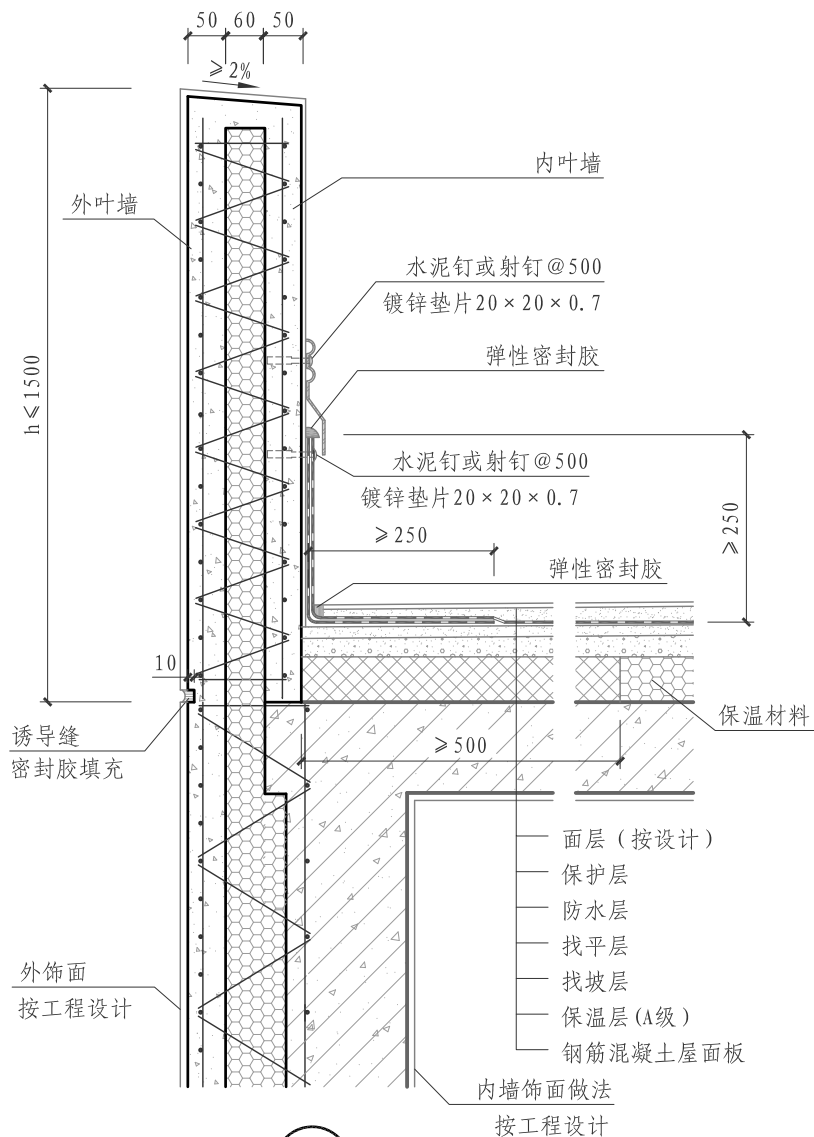 50 60 50
≥2%
内叶墙
外叶墙
水泥钉或射钉@500
镀锌垫片20×20×0.7
弹性密封胶
h≤1500
水泥钉或射钉@500
镀锌垫片20×20×0.7
≥250
≥250
弹性密封胶
10
保温材料
诱导缝
密封胶填充
≥500
面层(按设计)
保护层
防水层
找平层
找坡层
保温层(A级)
钢筋混凝土屋面板
外饰面
按工程设计
内墙饰面做法
按工程设计